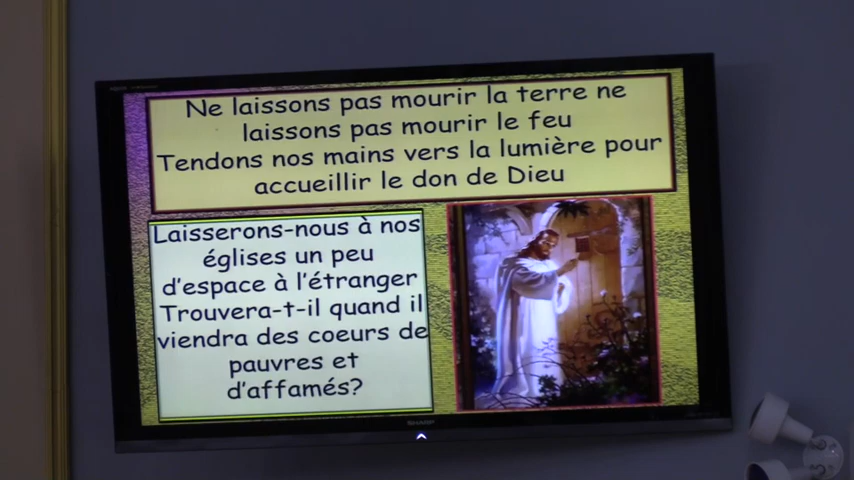 Ne laissons pas mourir la terre ne
laissons pas mourir le feu
Tendons nos mains vers la lumière pour
accueillir le don de Dieu
Laisserons-nous à nos
églises un peu
d'espace à l'étranger
Trouvera-t-il quand il
viendra des coeurs de
pauvres et
d'affamés?
SHARP